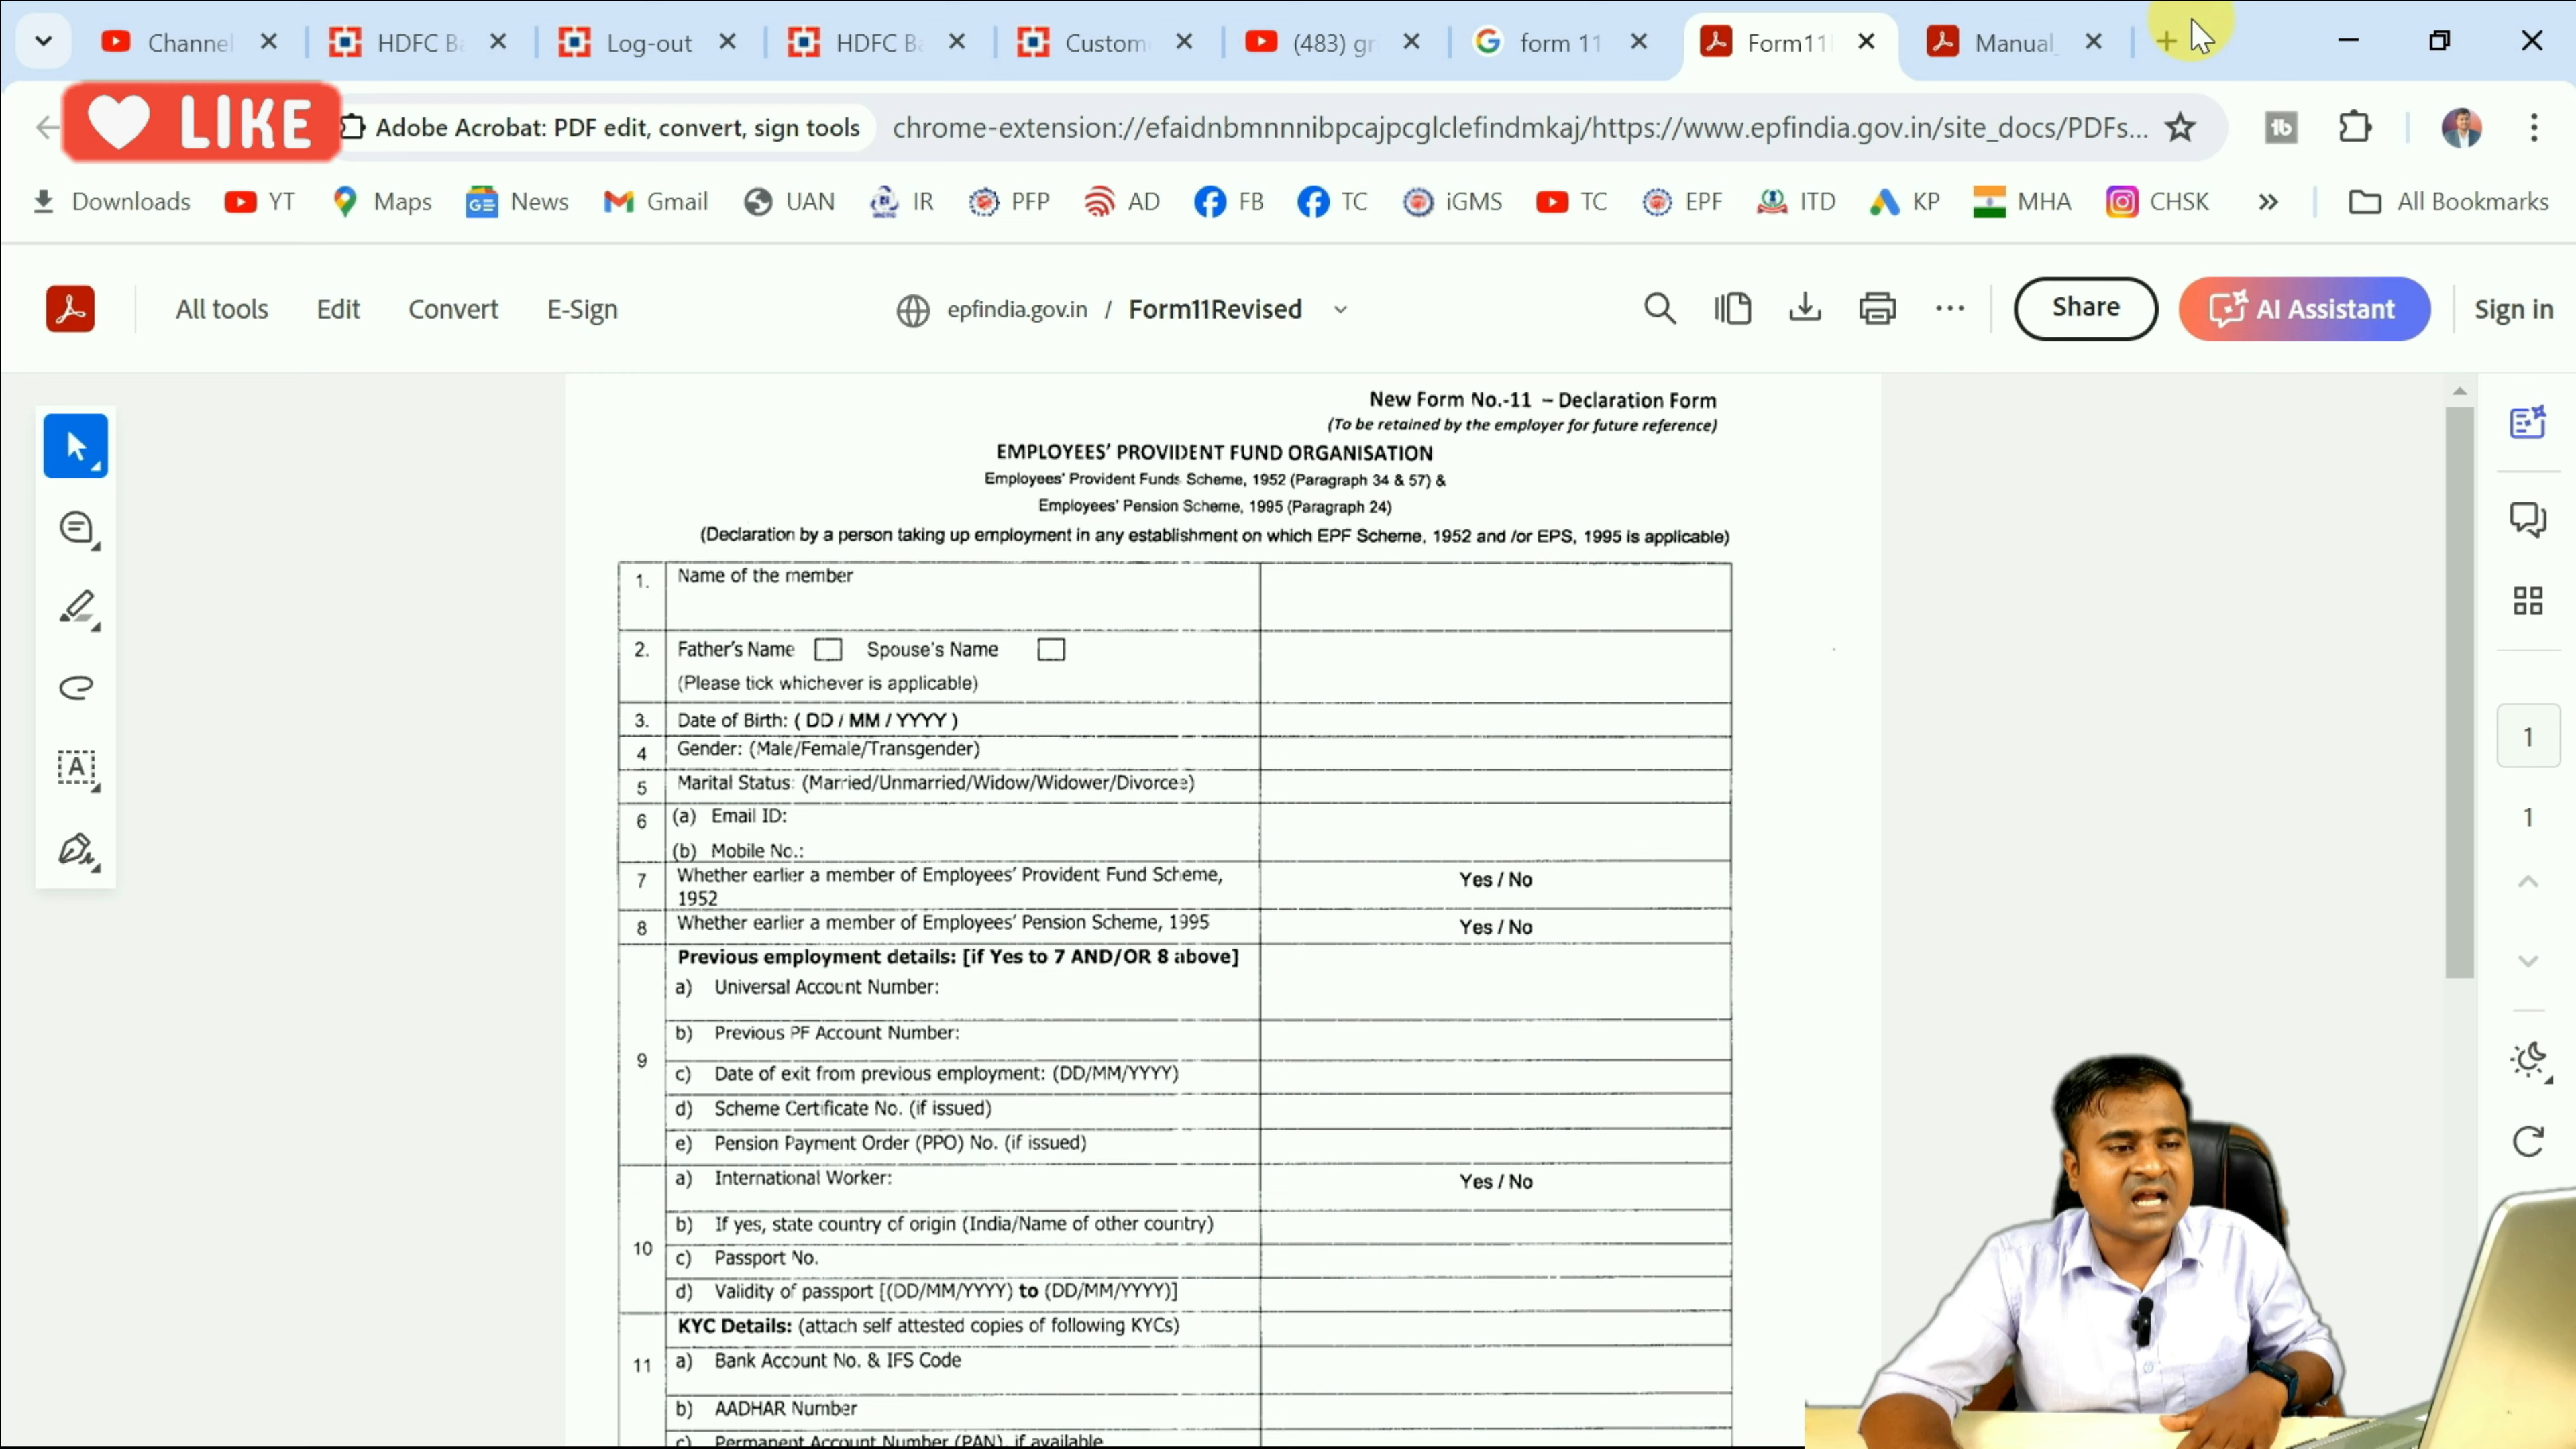 Channel
HDFC Ba
Log-out
HDFC Ba
Custom
(483) gr
form 11
Form11
Manual_
LIKE
Adobe Acrobat: PDF edit, convert, sign tools
chrome-extension://efaidnbmnnnibpcajpcglclefindmkaj/https://www.epfindia.gov.in/site_docs/PDFs...
Downloads
YT
Maps
News
Gmail
UAN
IR
PFP
AD
FB
TC
iGMS
TC
EPF
ITD
KP
MHA
CHSK
All Bookmarks
All tools
Edit
Convert
E-Sign
epfindia.gov.in / Form11Revised
Share
AI Assistant
Sign in
New Form No.-11 – Declaration Form
(To be retained by the employer for future reference)
EMPLOYEES' PROVIDENT FUND ORGANISATION
Employees' Provident Funds Scheme, 1952 (Paragraph 34 & 57) &
Employees' Pension Scheme, 1995 (Paragraph 24)
(Declaration by a person taking up employment in any establishment on which EPF Scheme, 1952 and /or EPS, 1995 is applicable)
1. Name of the member
2. Father's Name Spouse's Name
(Please tick whichever is applicable)
3. Date of Birth: ( DD / MM / YYYY )
4 Gender: (Male/Female/Transgender)
5 Marital Status: (Married/Unmarried/Widow/Widower/Divorcee)
6 (a) Email ID:
(b) Mobile No.:
7 Whether earlier a member of Employees' Provident Fund Scheme, Yes / No
1952
8 Whether earlier a member of Employees' Pension Scheme, 1995 Yes / No
Previous employment details: [if Yes to 7 AND/OR 8 above]
a) Universal Account Number:
b) Previous PF Account Number:
9
c) Date of exit from previous employment: (DD/MM/YYYY)
d) Scheme Certificate No. (if issued)
e) Pension Payment Order (PPO) No. (if issued)
a) International Worker: Yes / No
b) If yes, state country of origin (India/Name of other country)
10
c) Passport No.
d) Validity of passport [(DD/MM/YYYY) to (DD/MM/YYYY)]
KYC Details: (attach self attested copies of following KYCs)
11 a) Bank Account No. & IFS Code
b) AADHAR Number
c) Permanent Account Number (PAN), if available
1
1